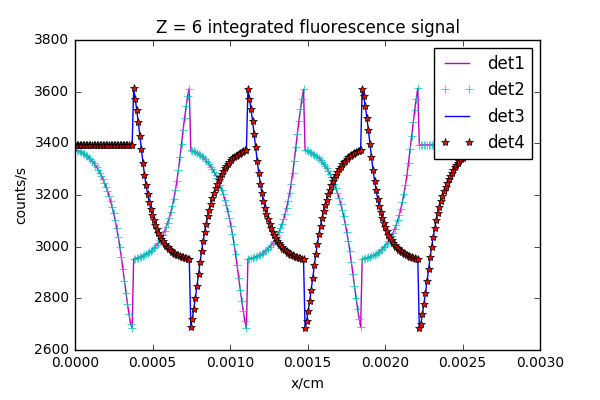 Z = 6 integrated fluorescence signal
3800
3600
3400
3200
3000
2800
2600
counts/s
det1
det2
det3
det4
0.0000 0.0005 0.0010 0.0015 0.0020 0.0025 0.0030
x/cm